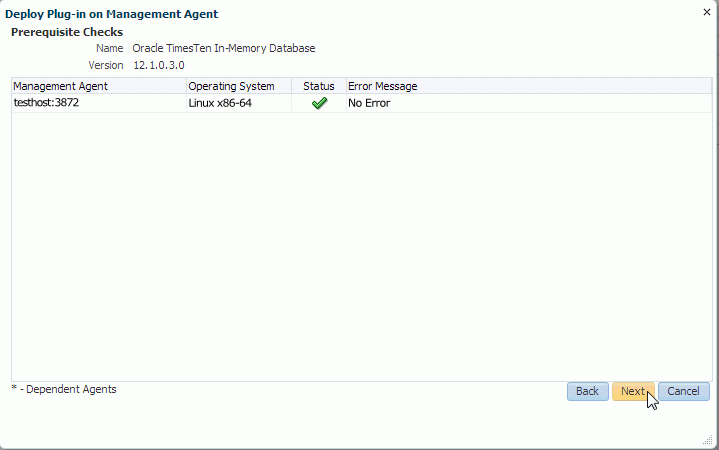 Deploy Plug-in on Management Agent
Prerequisite Checks
Name Oracle TimesTen In-Memory Database
Version 12.1.0.3.0
Management Agent Operating System Status Error Message
testhost:3872 Linux x86-64 No Error
* - Dependent Agents Back Next Cancel